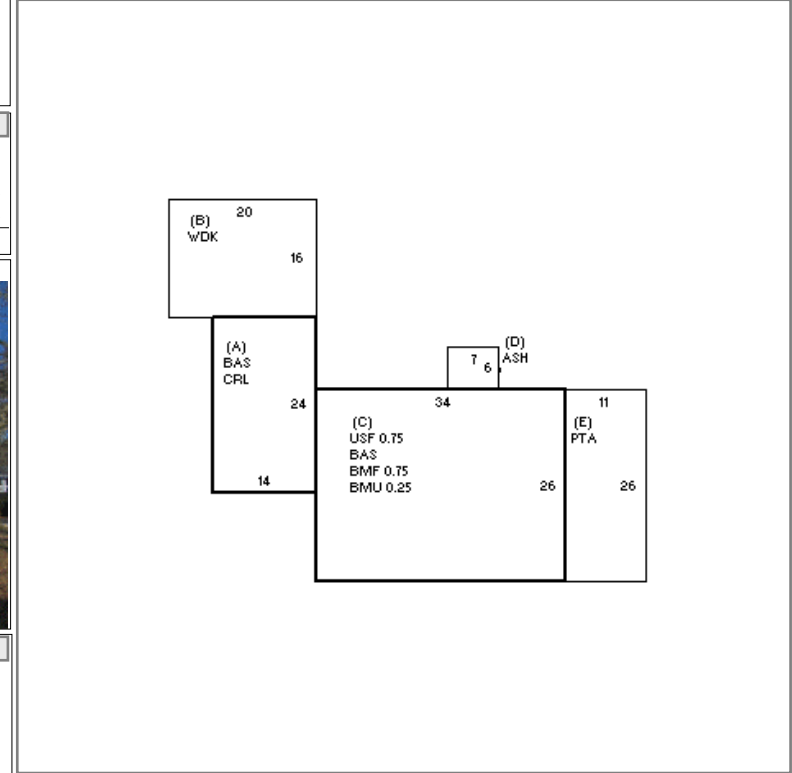 (B)
WDK
20
16
(A)
BAS
CRL
24
14
7
6
(D)
ASH
34
(C)
USF 0.75
BAS
BMF 0.75
BMU 0.25
26
11
(E)
PTA
26